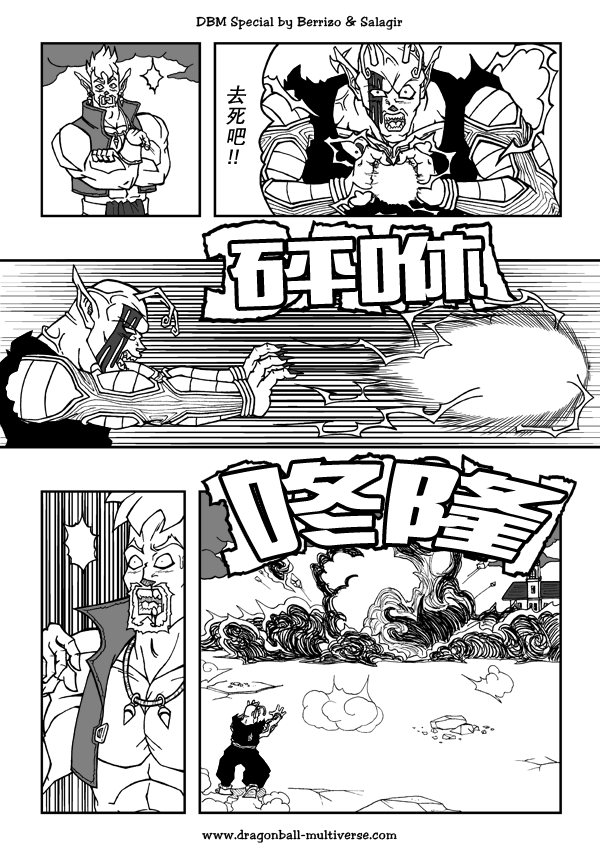 DBM Special by Berrizo & Salagir
去死吧!!
砰咻
咚隆
www.dragonball-multiverse.com